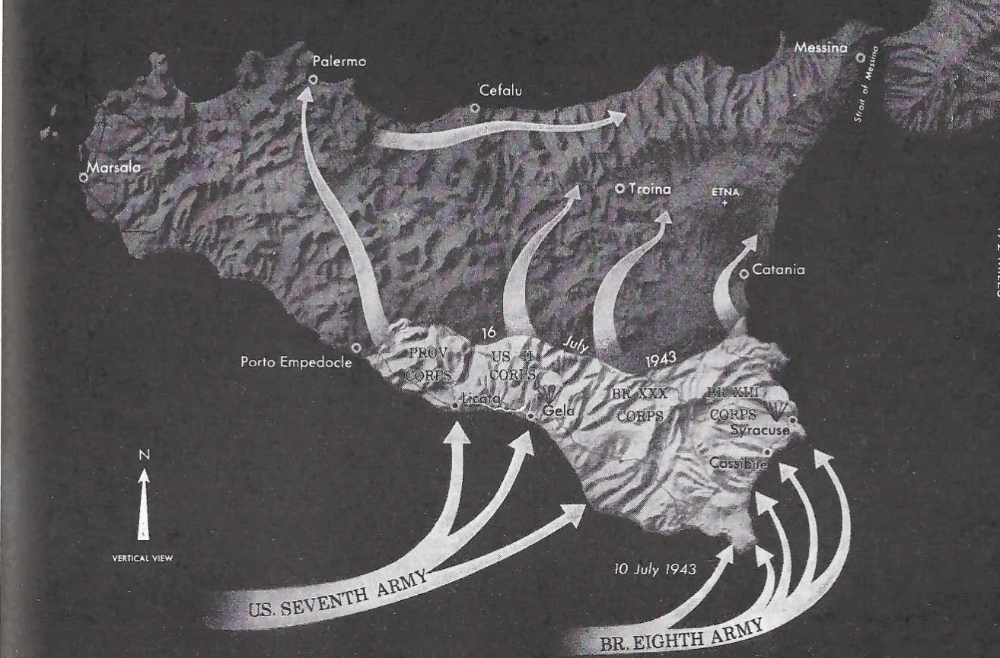 Palermo
Messina
Strait of Messina
Cefalu
Marsala
Troina
ETNA
Catania
16 July 1943
Porto Empedocle
PROV
CORPS
US II
CORPS
BR XXX
CORPS
BR XIII
CORPS
Licata
Gela
Syracuse
Cassibile
N
VERTICAL VIEW
10 July 1943
U.S. SEVENTH ARMY
BR. EIGHTH ARMY